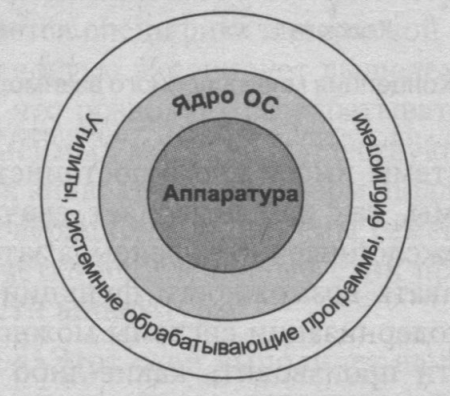 Ядро ОС
Аппаратура
Утилиты, системные обрабатывающие программы, библиотеки